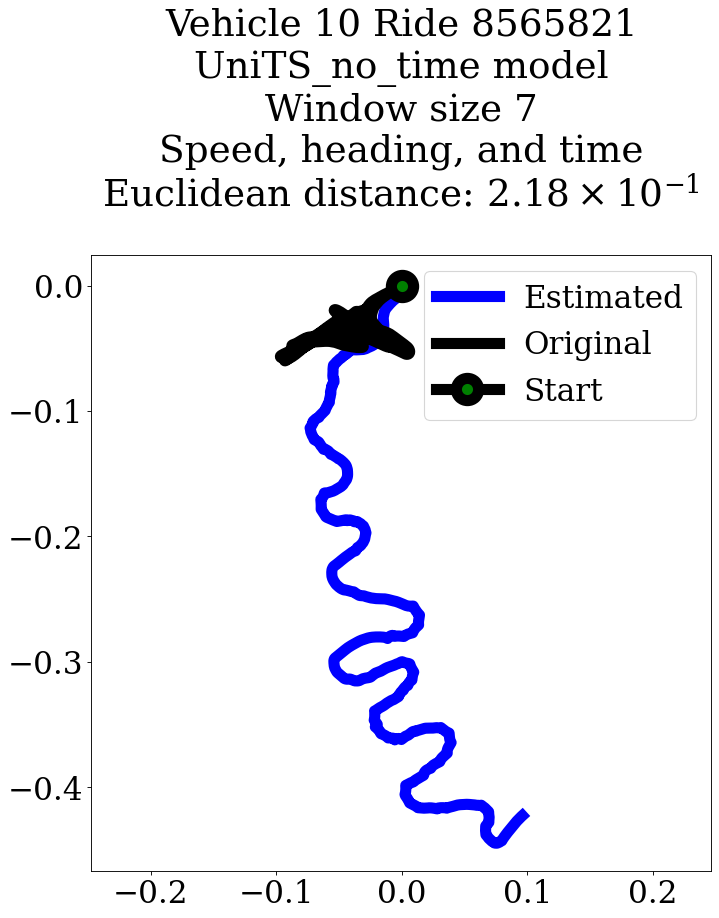 Vehicle 10 Ride 8565821
UniTS_no_time model
Window size 7
Speed, heading, and time
Euclidean distance: 2.18 × 10⁻¹
Estimated
Original
Start
0.0
−0.1
−0.2
−0.3
−0.4
−0.2 −0.1 0.0 0.1 0.2